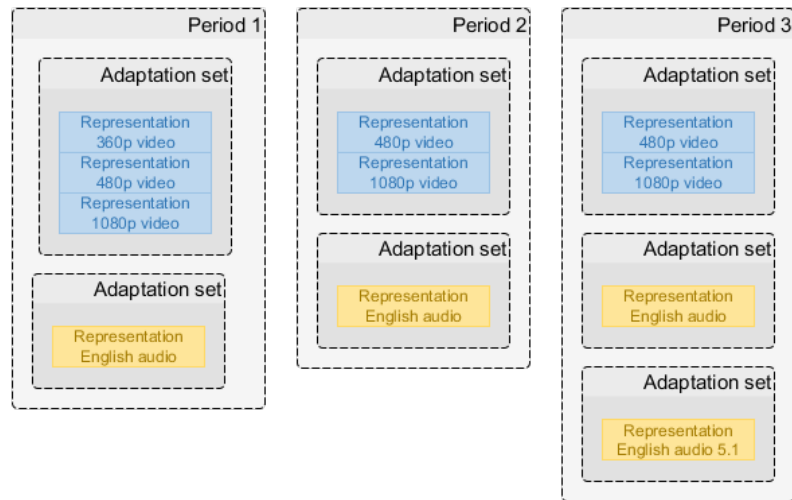 Period 1
Adaptation set
Representation
360p video
Representation
480p video
Representation
1080p video
Adaptation set
Representation
English audio
Period 2
Adaptation set
Representation
480p video
Representation
1080p video
Adaptation set
Representation
English audio
Period 3
Adaptation set
Representation
480p video
Representation
1080p video
Adaptation set
Representation
English audio
Adaptation set
Representation
English audio 5.1